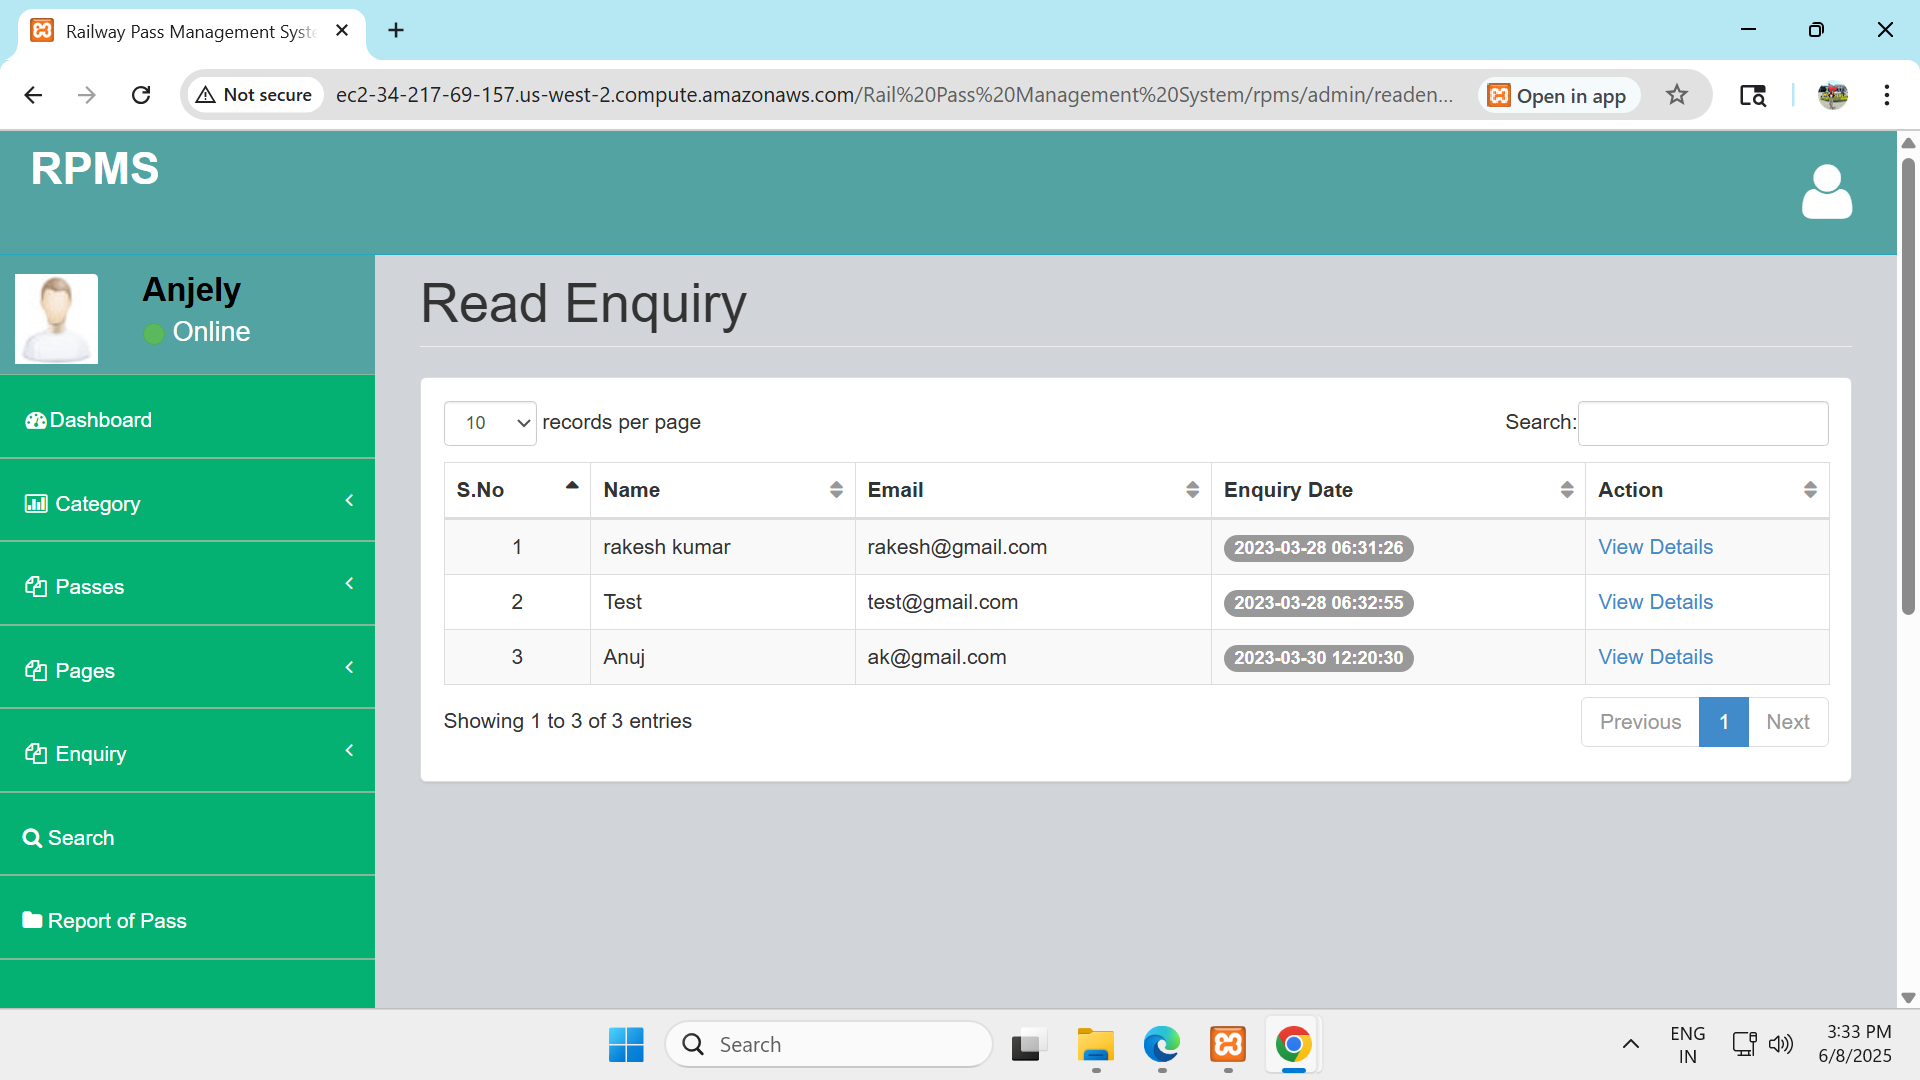 Railway Pass Management Syste
Not secure
ec2-34-217-69-157.us-west-2.compute.amazonaws.com/Rail%20Pass%20Management%20System/rpms/admin/readen...
Open in app
RPMS
Anjely
Online
Dashboard
Category
Passes
Pages
Enquiry
Search
Report of Pass
Read Enquiry
10 records per page
Search:
S.No Name Email Enquiry Date Action
1 rakesh kumar rakesh@gmail.com 2023-03-28 06:31:26 View Details
2 Test test@gmail.com 2023-03-28 06:32:55 View Details
3 Anuj ak@gmail.com 2023-03-30 12:20:30 View Details
Showing 1 to 3 of 3 entries
Previous 1 Next
Search
ENG
IN
3:33 PM
6/8/2025